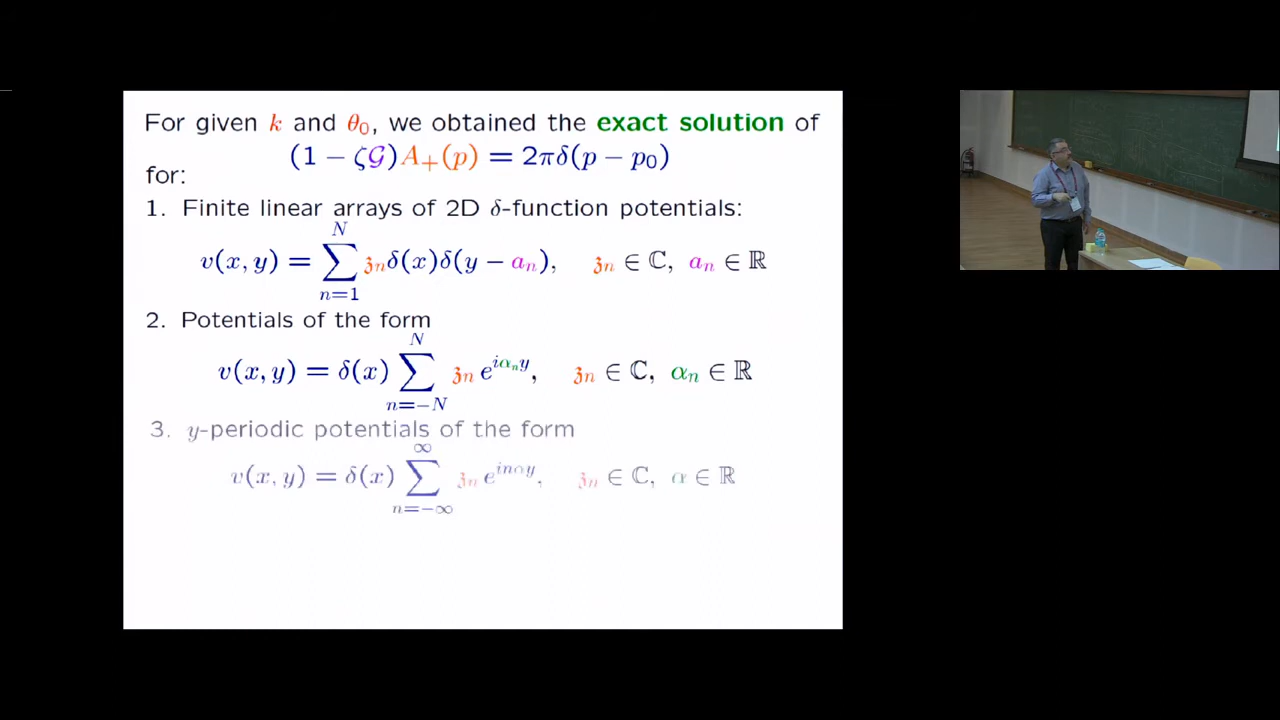 For given k and θ₀, we obtained the exact solution of
(1 − ζ𝒢)A₊(p) = 2πδ(p − p₀)
for:
1. Finite linear arrays of 2D δ-function potentials:
v(x, y) = ∑_{n=1}^{N} 𝔷ₙδ(x)δ(y − aₙ), 𝔷ₙ ∈ ℂ, aₙ ∈ ℝ
2. Potentials of the form
v(x, y) = δ(x) ∑_{n=−N}^{N} 𝔷ₙ e^{iαₙy}, 𝔷ₙ ∈ ℂ, αₙ ∈ ℝ
3. y-periodic potentials of the form
v(x, y) = δ(x) ∑_{n=−∞}^{∞} 𝔷ₙ e^{inαy}, 𝔷ₙ ∈ ℂ, α ∈ ℝ